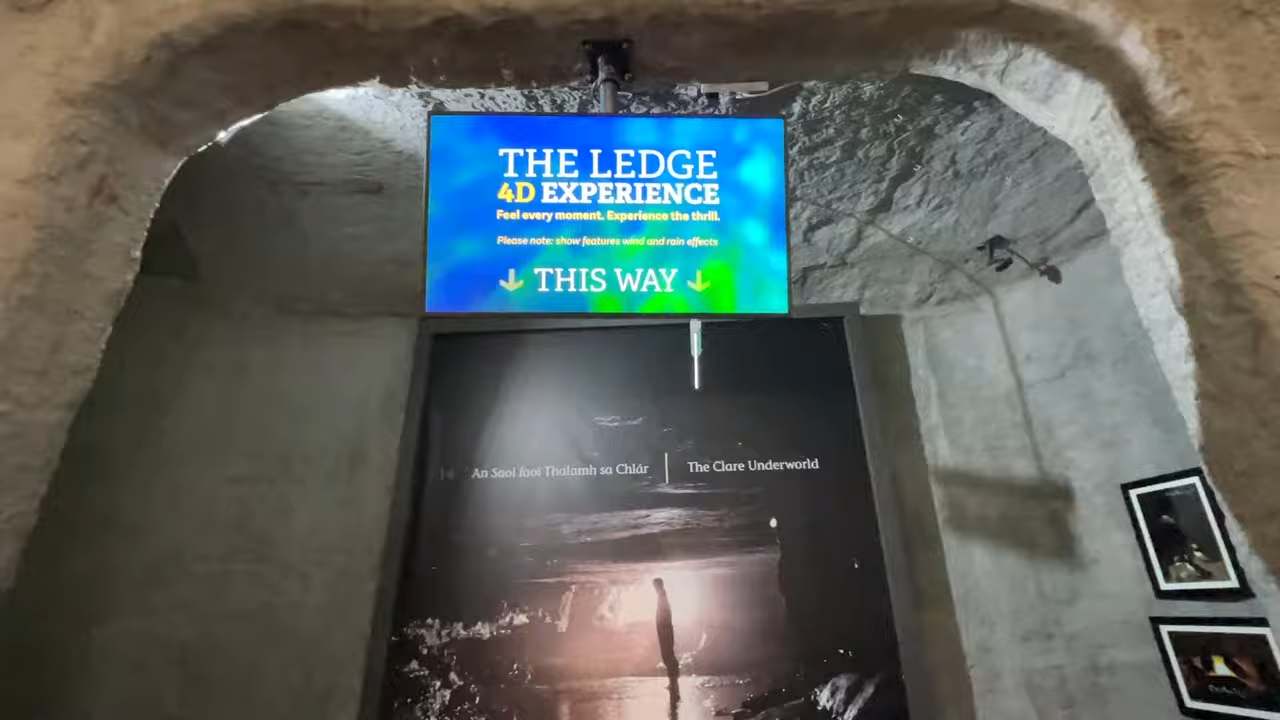 THE LEDGE
4D EXPERIENCE
Feel every moment. Experience the thrill.
Please note: show features wind and rain effects
↓ THIS WAY ↓
An Saol faoi Thalamh sa Chlár | The Clare Underworld